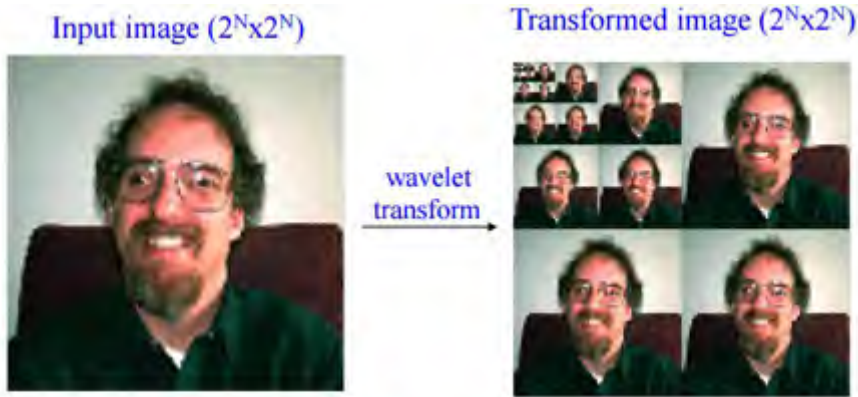 Input image (2ᴺx2ᴺ)
Transformed image (2ᴺx2ᴺ)
wavelet
transform